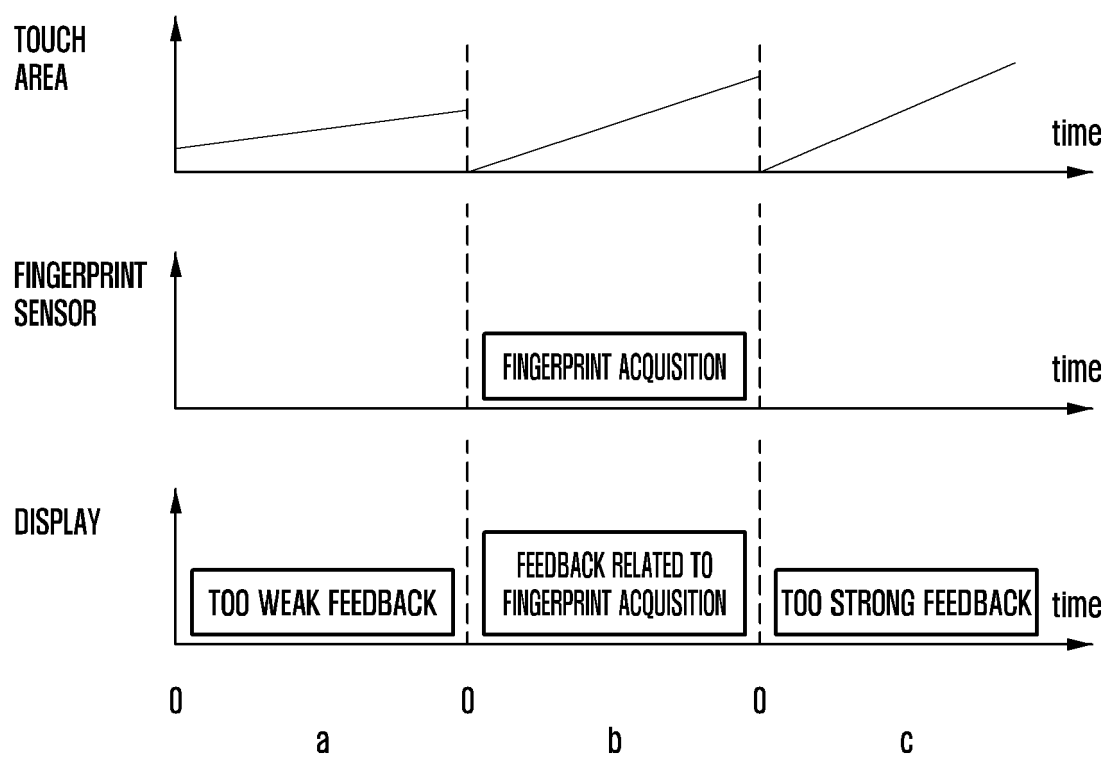 TOUCH
AREA
time
FINGERPRINT
SENSOR
FINGERPRINT ACQUISITION
time
DISPLAY
TOO WEAK FEEDBACK
FEEDBACK RELATED TO
FINGERPRINT ACQUISITION
TOO STRONG FEEDBACK
time
0 0 0
a b c